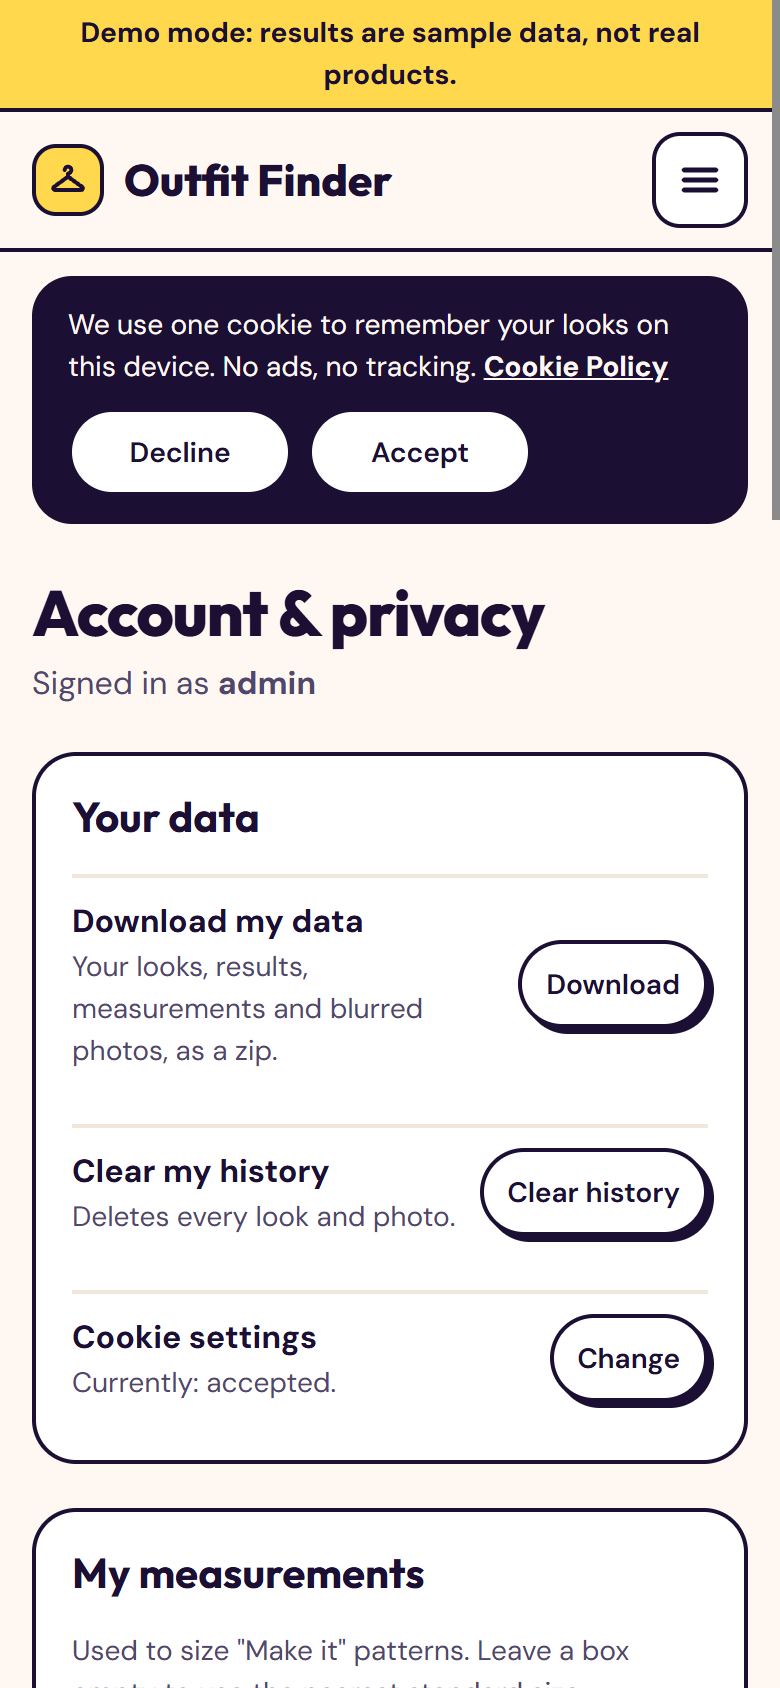 Demo mode: results are sample data, not real
products.
Outfit Finder
We use one cookie to remember your looks on
this device. No ads, no tracking. Cookie Policy
Decline
Accept
Account & privacy
Signed in as admin
Your data
Download my data
Your looks, results,
measurements and blurred
photos, as a zip.
Download
Clear my history
Deletes every look and photo.
Clear history
Cookie settings
Currently: accepted.
Change
My measurements
Used to size "Make it" patterns. Leave a box